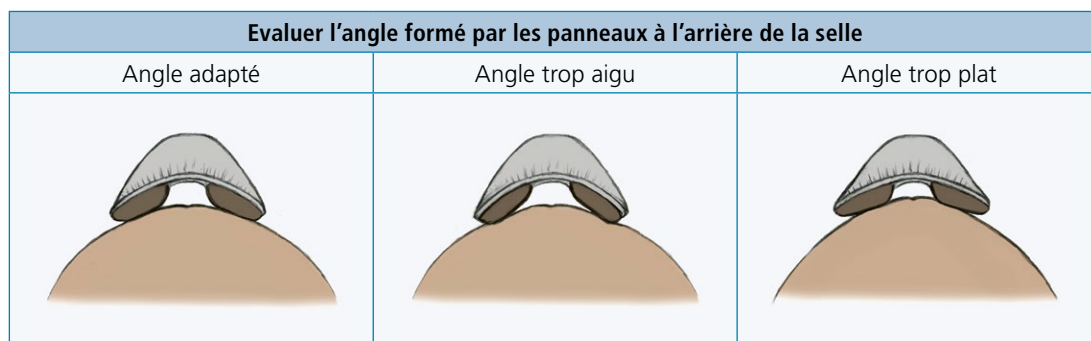 Evaluer l'angle formé par les panneaux à l'arrière de la selle
Angle adapté
Angle trop aigu
Angle trop plat